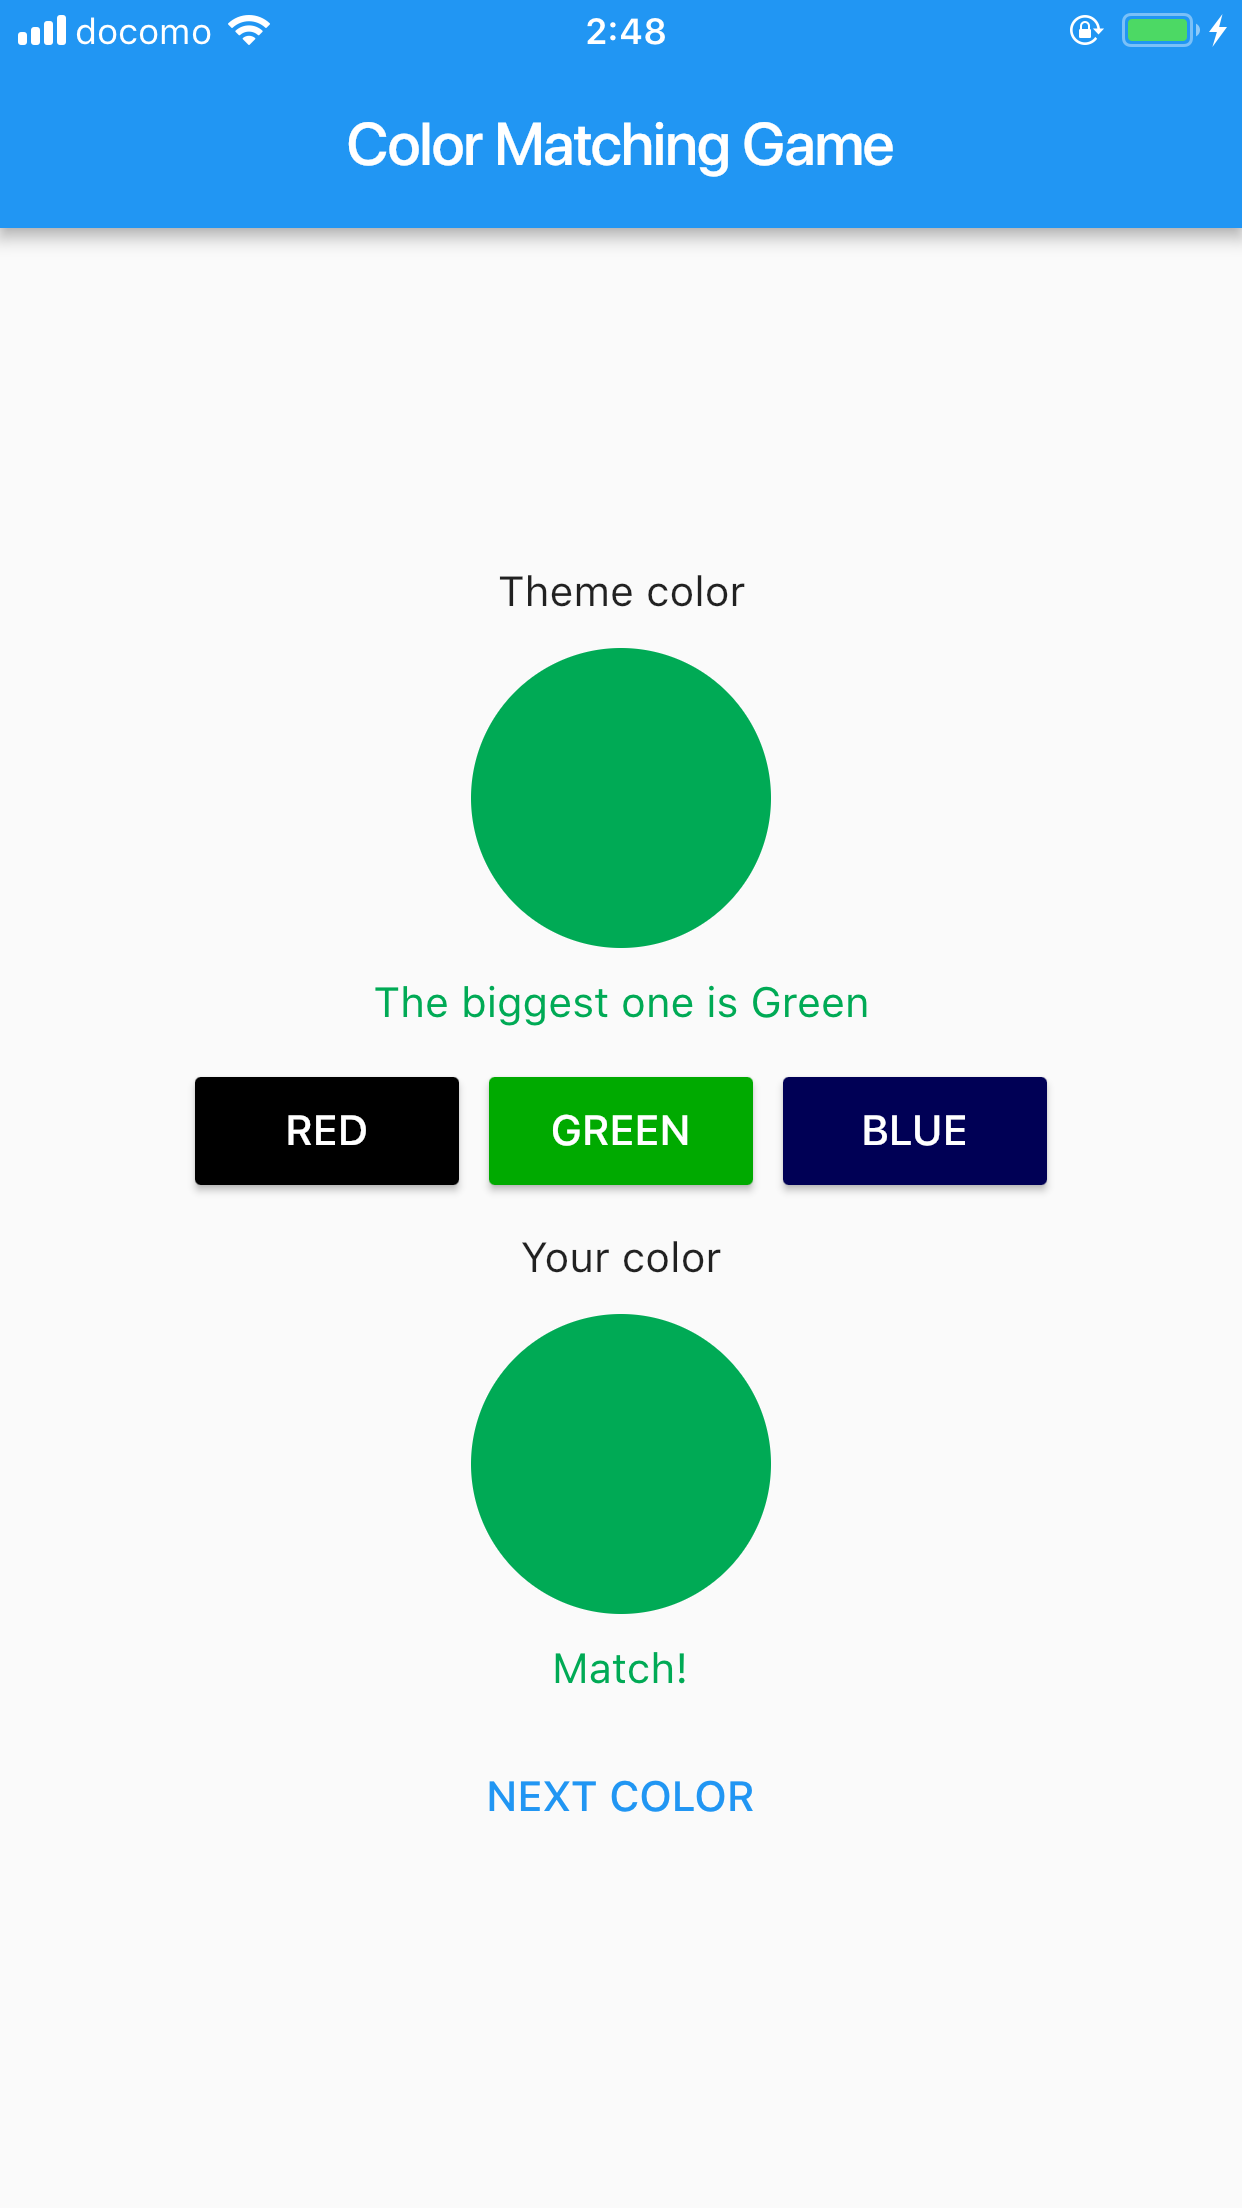 docomo 2:48
Color Matching Game
Theme color
The biggest one is Green
RED GREEN BLUE
Your color
Match!
NEXT COLOR